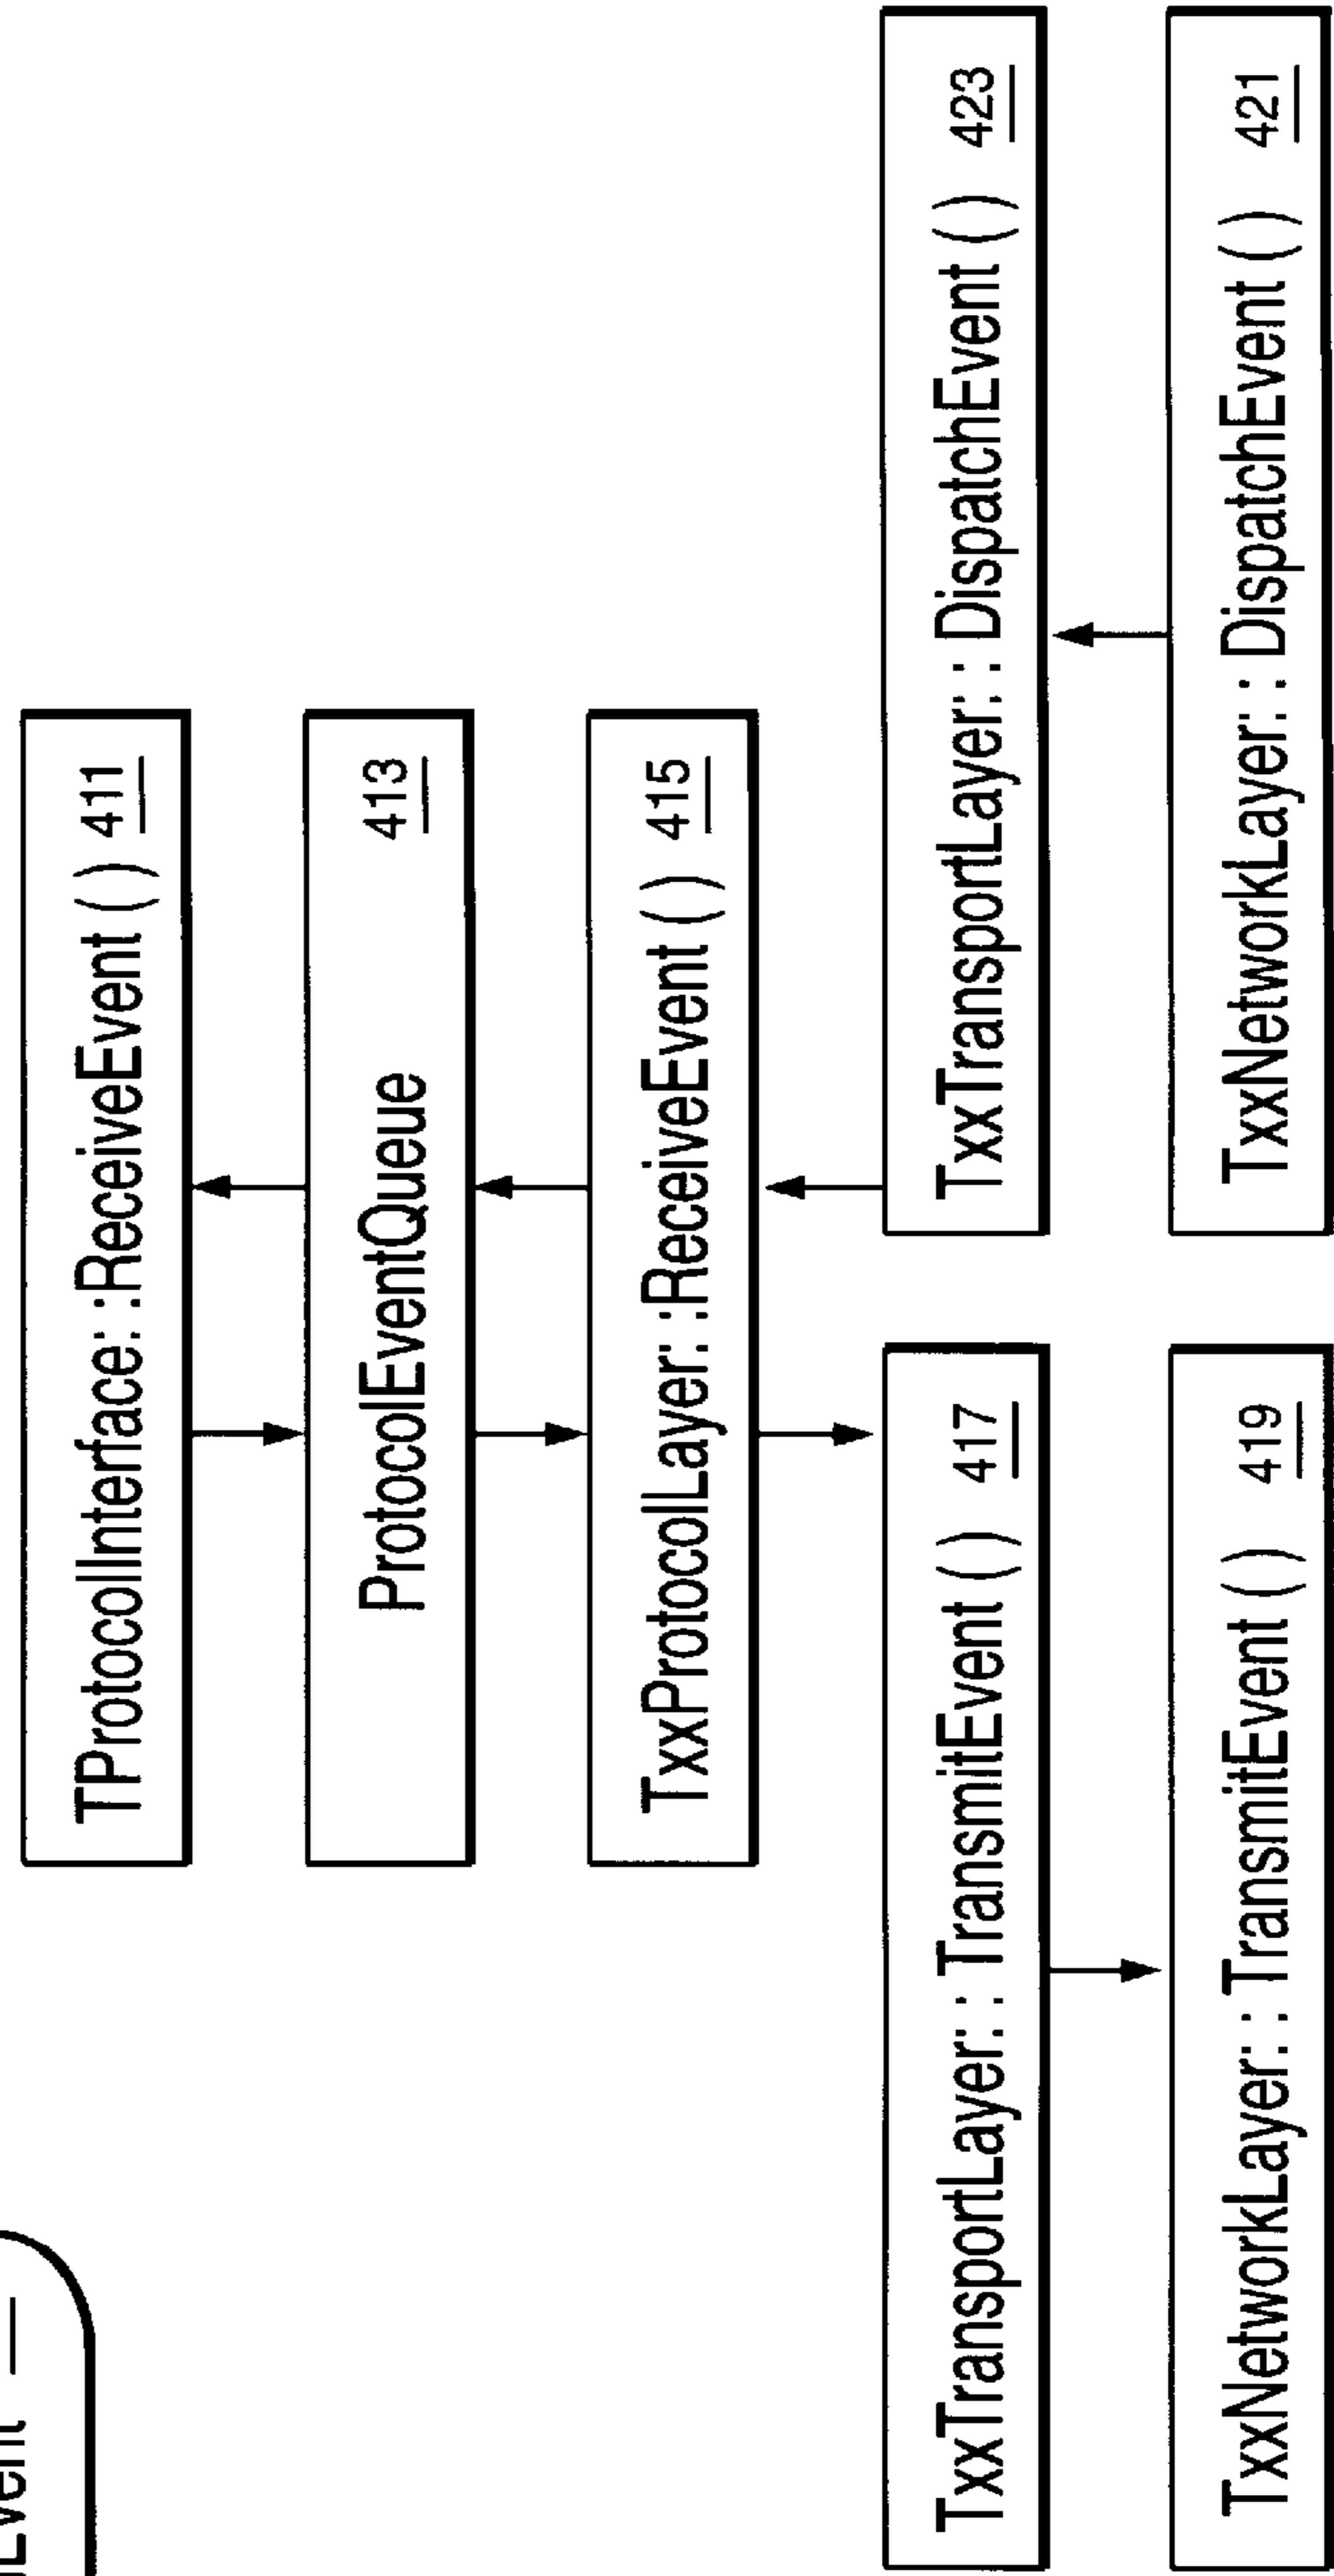 TProtocolInterface: :ReceiveEvent ( ) 411
ProtocolEventQueue 413
TxxProtocolLayer: :ReceiveEvent ( ) 415
TxxTransportLayer: : TransmitEvent ( ) 417
TxxTransportLayer: : DispatchEvent ( ) 423
TxxNetworkLayer: : TransmitEvent ( ) 419
TxxNetworkLayer: : DispatchEvent ( ) 421